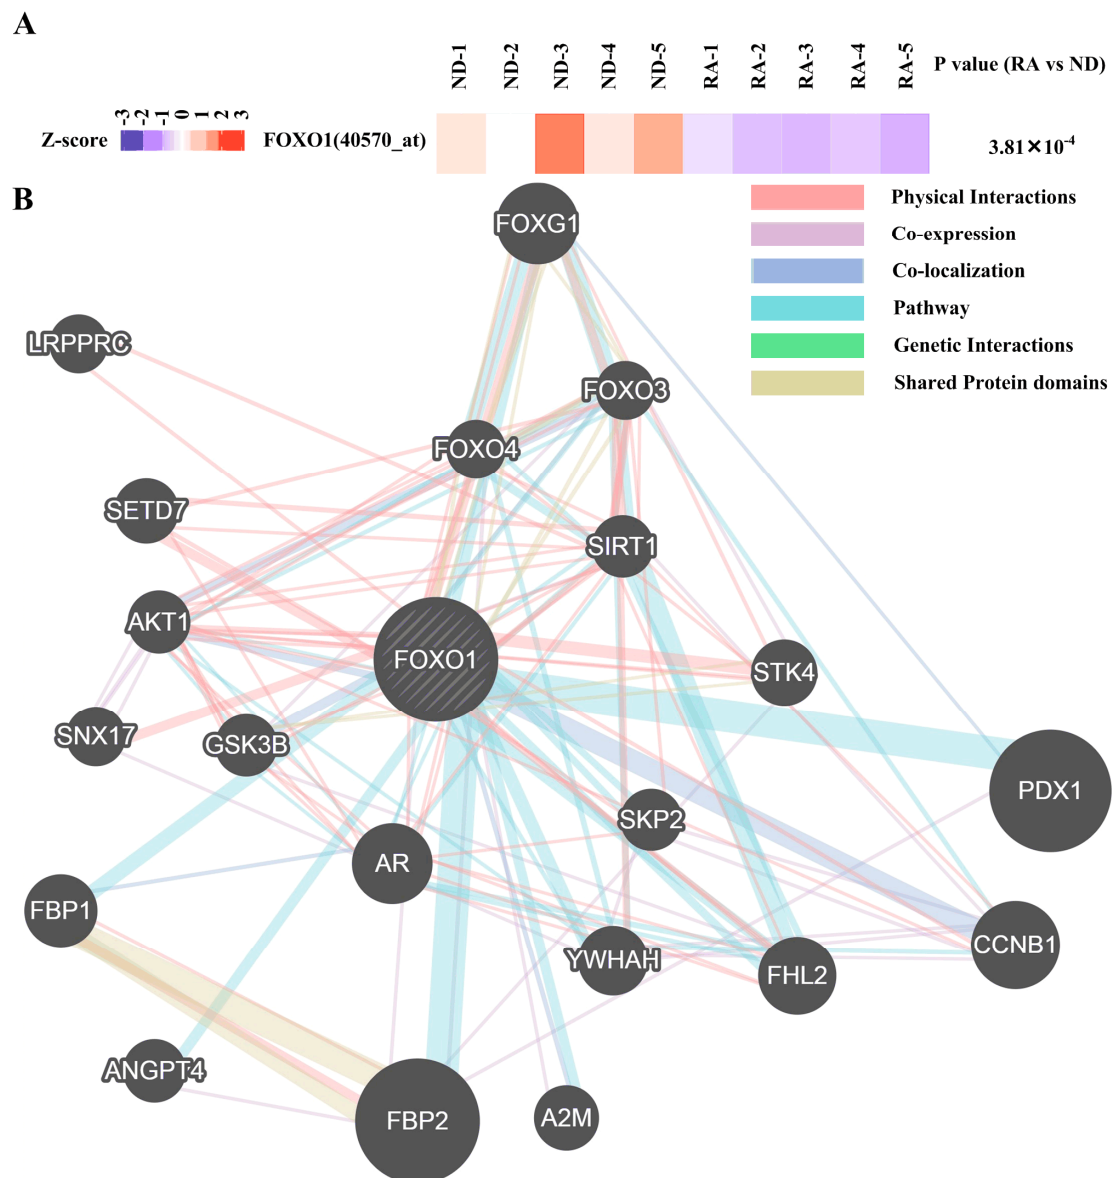 A
ND-1 ND-2 ND-3 ND-4 ND-5 RA-1 RA-2 RA-3 RA-4 RA-5 P value (RA vs ND)
-3 -2 -1 0 1 2 3
Z-score FOXO1(40570_at) 3.81×10⁻⁴
B
Physical Interactions
Co-expression
Co-localization
Pathway
Genetic Interactions
Shared Protein domains
FOXG1
LRPPRC
FOXO3
FOXO4
SETD7
SIRT1
AKT1
FOXO1
STK4
SNX17
GSK3B
PDX1
SKP2
AR
FBP1
CCNB1
YWHAH
FHL2
ANGPT4
FBP2
A2M